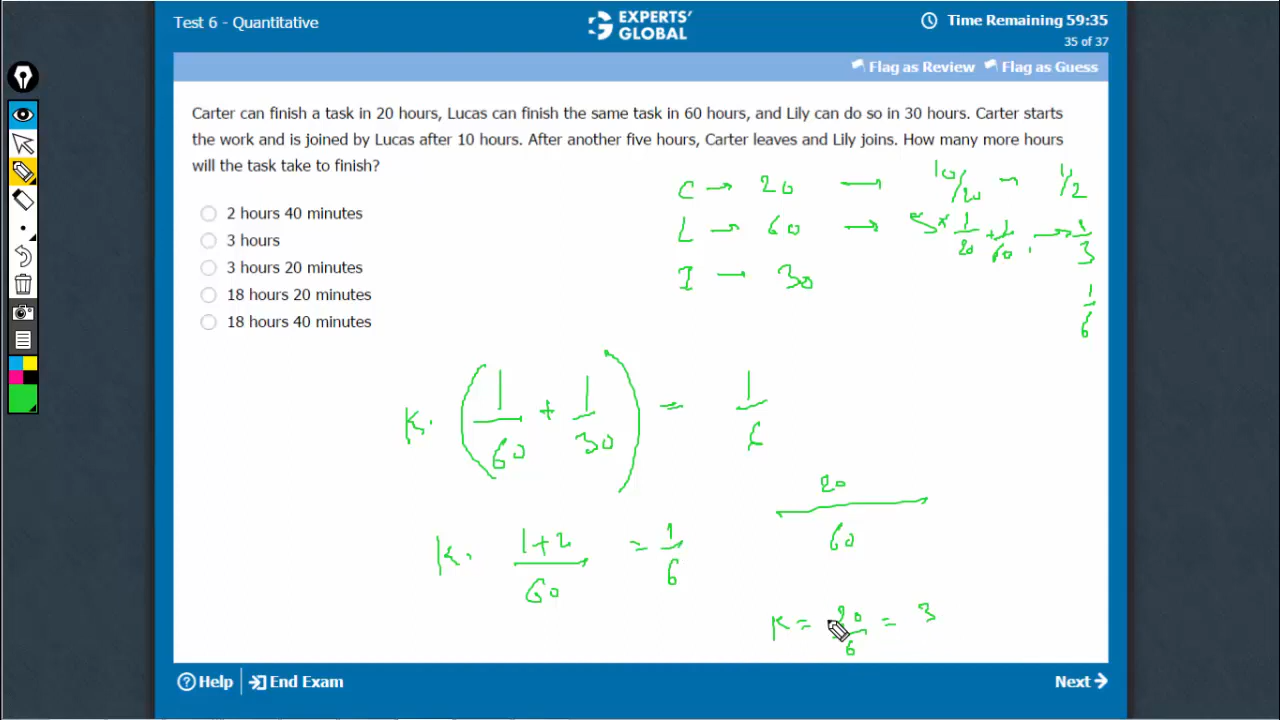 Test 6 - Quantitative
EXPERTS'
GLOBAL
Time Remaining 59:35
35 of 37
Flag as Review
Flag as Guess
Carter can finish a task in 20 hours, Lucas can finish the same task in 60 hours, and Lily can do so in 30 hours. Carter starts
the work and is joined by Lucas after 10 hours. After another five hours, Carter leaves and Lily joins. How many more hours
will the task take to finish?
2 hours 40 minutes
3 hours
3 hours 20 minutes
18 hours 20 minutes
18 hours 40 minutes
C → 20 → 10/20 → 1/2
L → 60 → 5 × 1/20 + 1/60 → 1/3
I → 30
1/6
K. (1/60 + 1/30) = 1/6
20/60
K. (1+2)/60 = 1/6
K = 20/6 = 3
Help
End Exam
Next